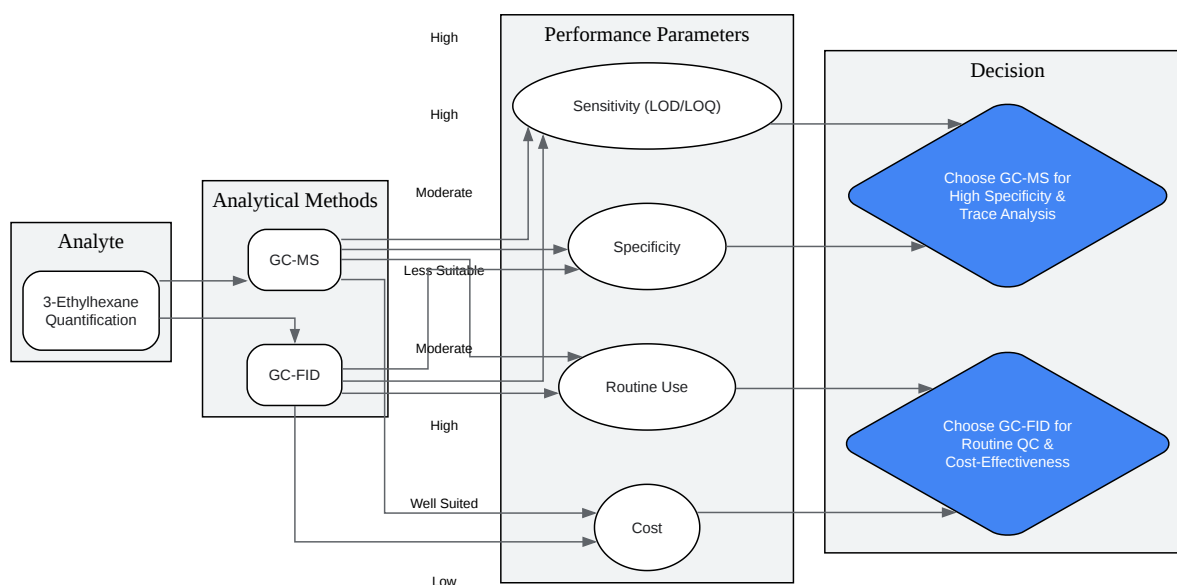 Analyte
3-Ethylhexane
Quantification
Analytical Methods
GC-MS
GC-FID
High
High
Moderate
Less Suitable
Moderate
High
Well Suited
Low
Performance Parameters
Sensitivity (LOD/LOQ)
Specificity
Routine Use
Cost
Decision
Choose GC-MS for
High Specificity &
Trace Analysis
Choose GC-FID for
Routine QC &
Cost-Effectiveness